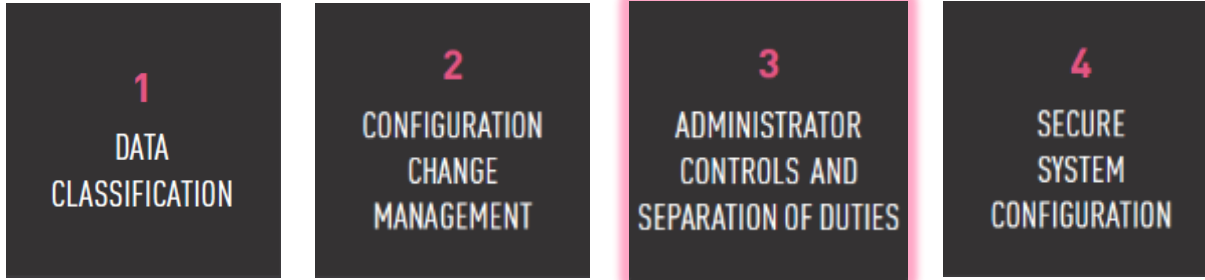 1
DATA
CLASSIFICATION
2
CONFIGURATION
CHANGE
MANAGEMENT
3
ADMINISTRATOR
CONTROLS AND
SEPARATION OF DUTIES
4
SECURE
SYSTEM
CONFIGURATION